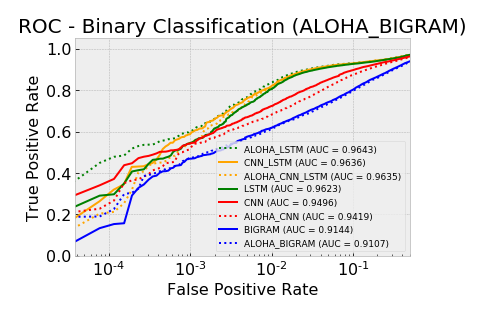 ROC - Binary Classification (ALOHA_BIGRAM)
1.0
0.8
0.6
0.4
0.2
0.0
True Positive Rate
ALOHA_LSTM (AUC = 0.9643)
CNN_LSTM (AUC = 0.9636)
ALOHA_CNN_LSTM (AUC = 0.9635)
LSTM (AUC = 0.9623)
CNN (AUC = 0.9496)
ALOHA_CNN (AUC = 0.9419)
BIGRAM (AUC = 0.9144)
ALOHA_BIGRAM (AUC = 0.9107)
10⁻⁴ 10⁻³ 10⁻² 10⁻¹
False Positive Rate